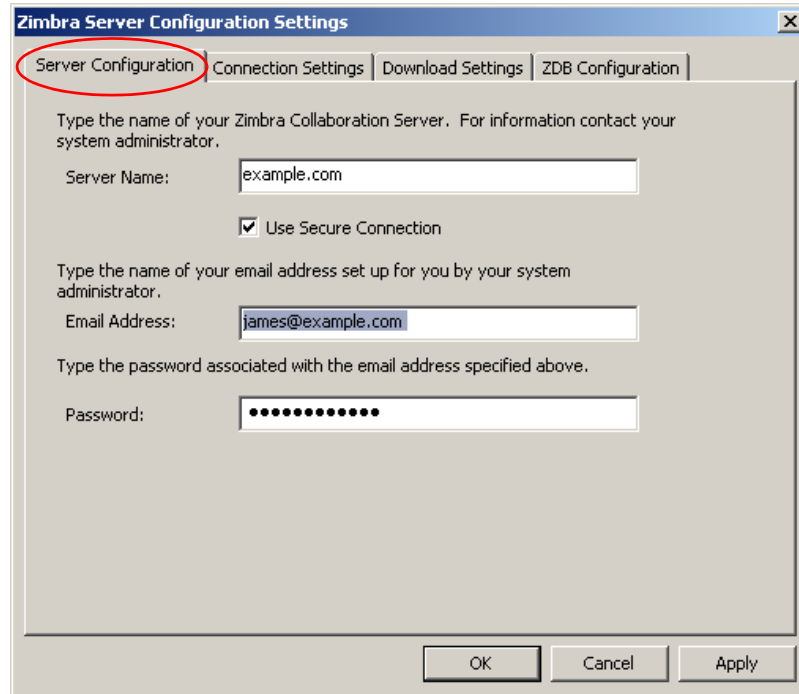 Zimbra Server Configuration Settings
Server Configuration Connection Settings Download Settings ZDB Configuration
Type the name of your Zimbra Collaboration Server. For information contact your
system administrator.
Server Name: example.com
Use Secure Connection
Type the name of your email address set up for you by your system
administrator.
Email Address: james@example.com
Type the password associated with the email address specified above.
Password: ●●●●●●●●●●●●
OK Cancel Apply